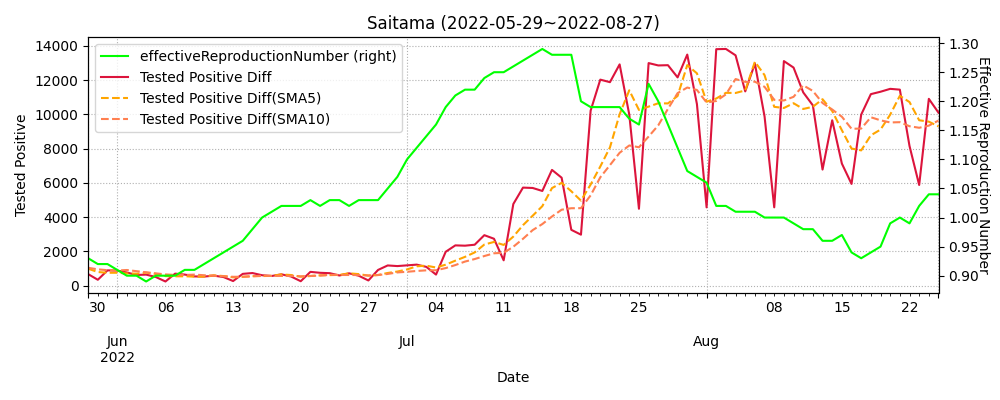 Saitama (2022-05-29~2022-08-27)
effectiveReproductionNumber (right)
Tested Positive Diff
Tested Positive Diff(SMA5)
Tested Positive Diff(SMA10)
Tested Positive
14000
12000
10000
8000
6000
4000
2000
0
Effective Reproduction Number
1.30
1.25
1.20
1.15
1.10
1.05
1.00
0.95
0.90
30 06 13 20 27 04 11 18 25 08 15 22
Jun Jul Aug
2022
Date